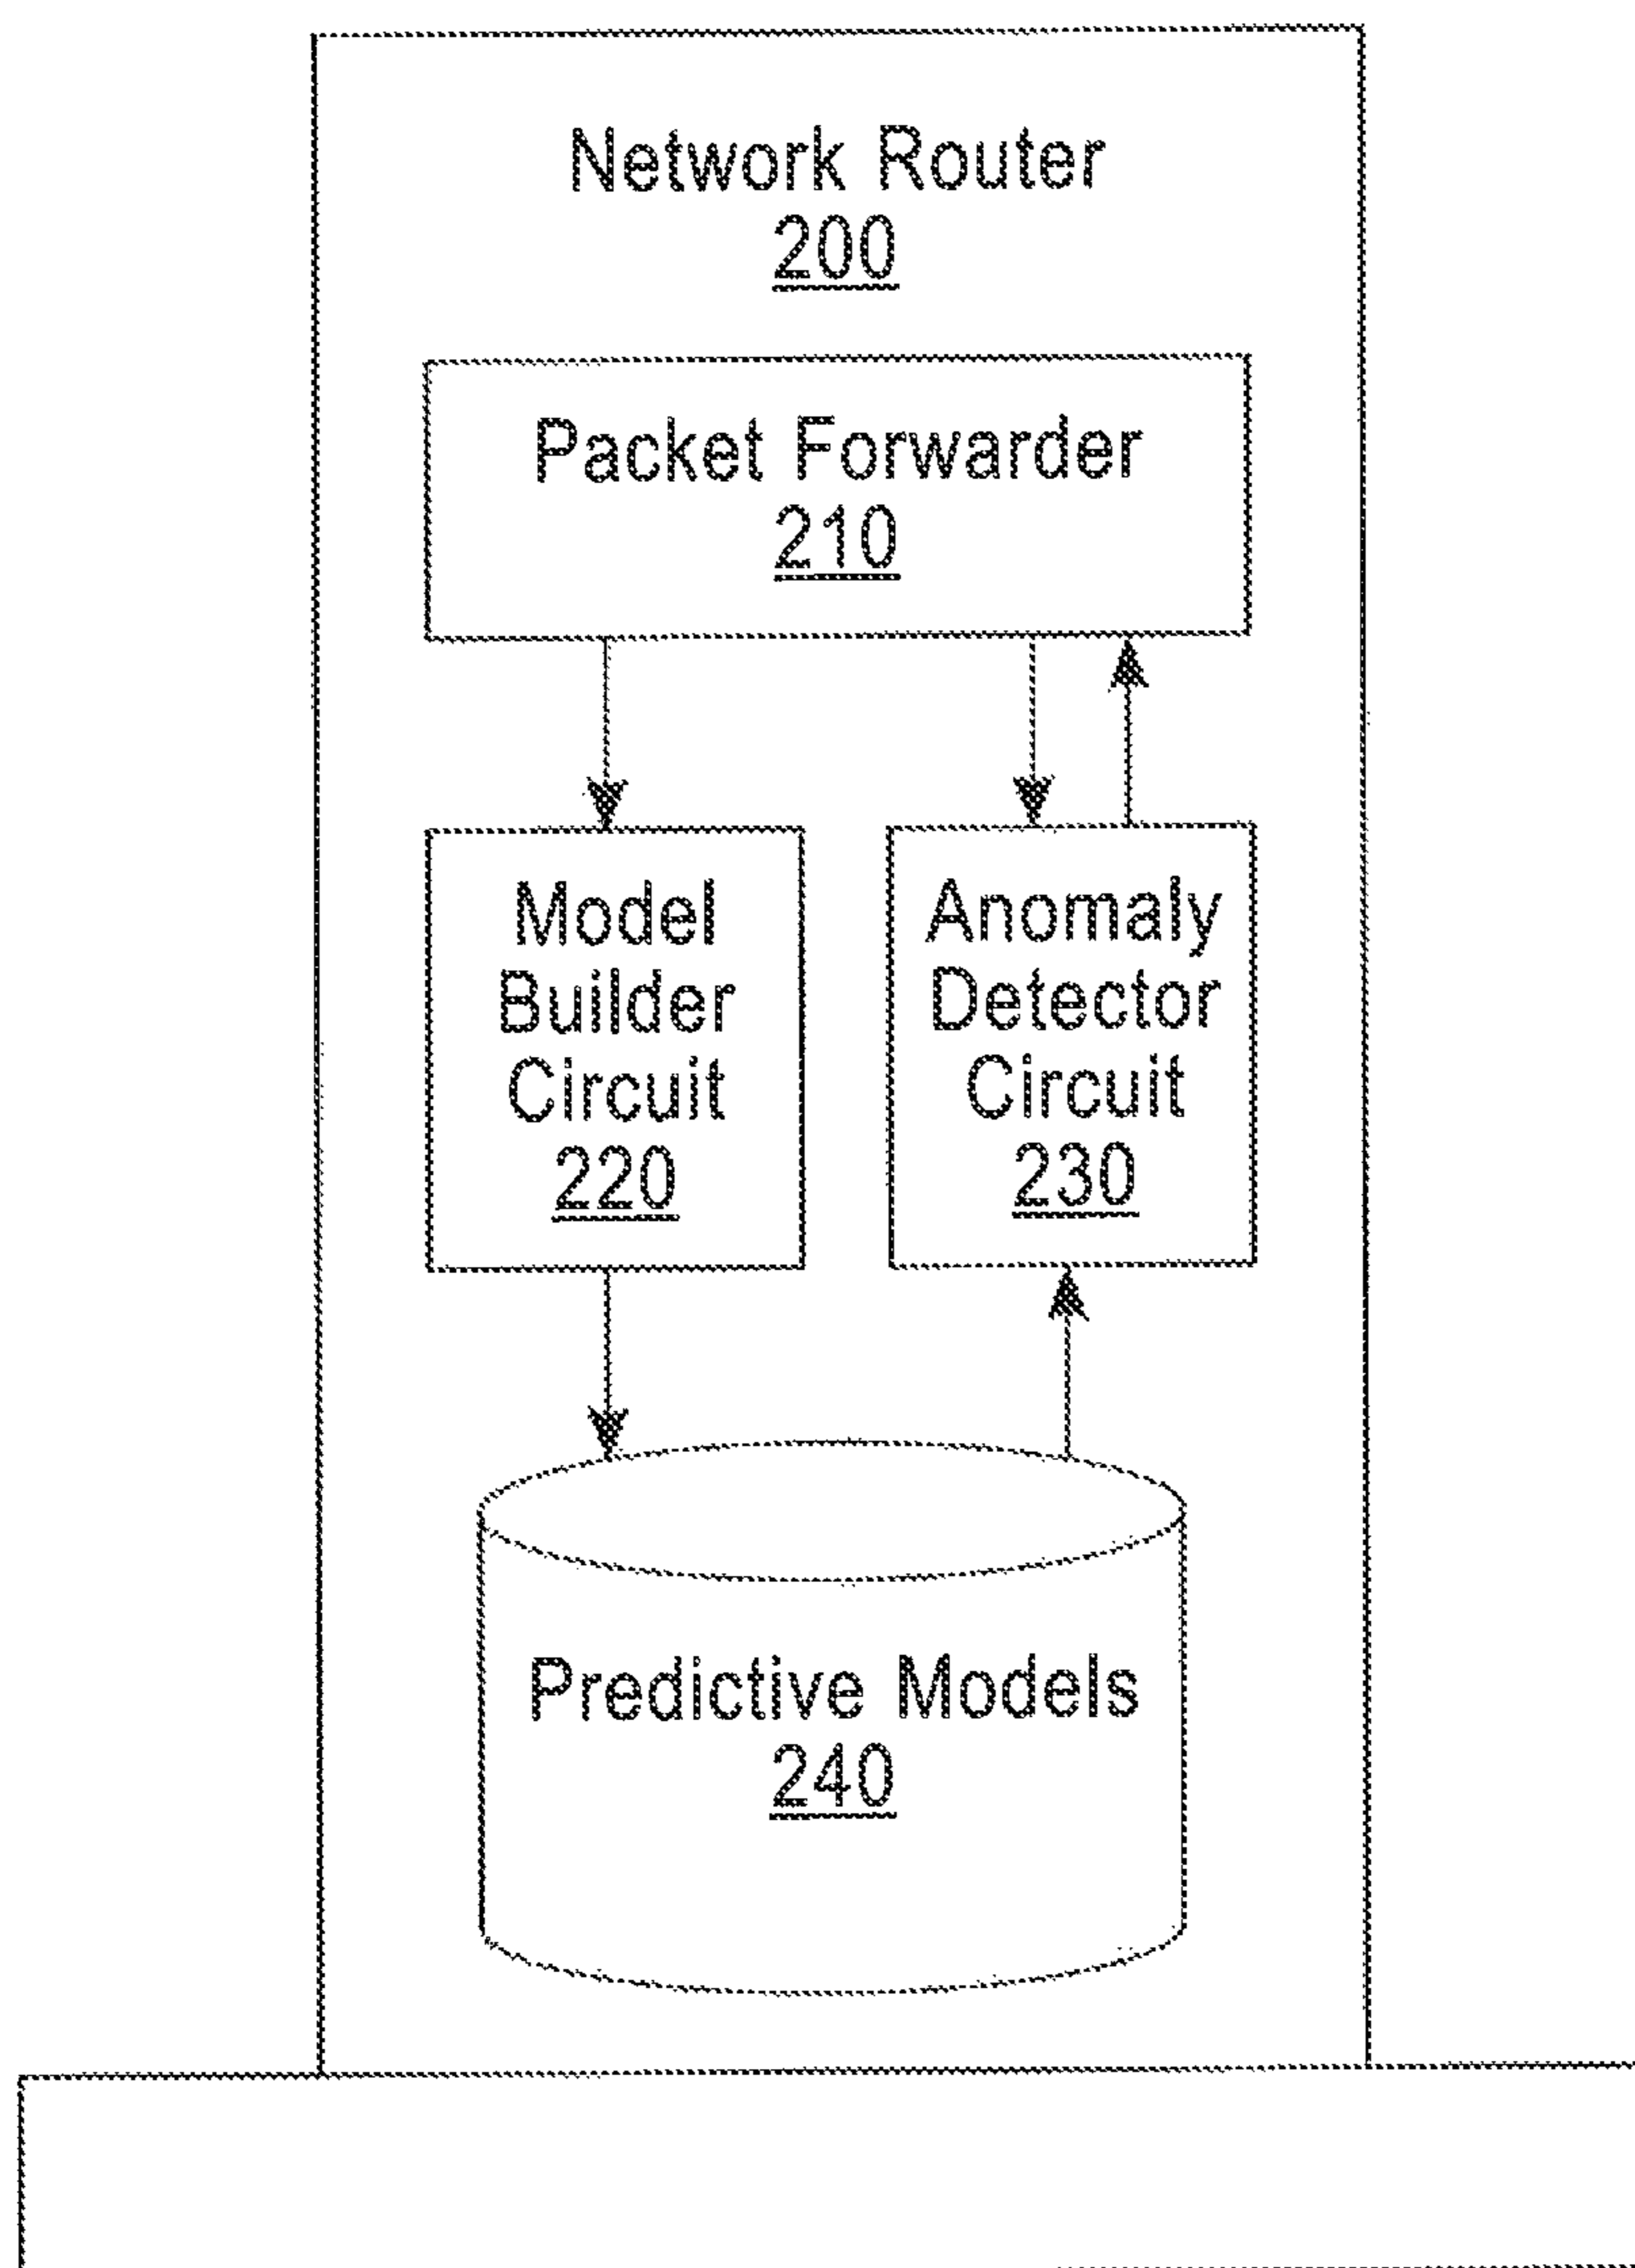 Network Router
200
Packet Forwarder
210
Model
Builder
Circuit
220
Anomaly
Detector
Circuit
230
Predictive Models
240